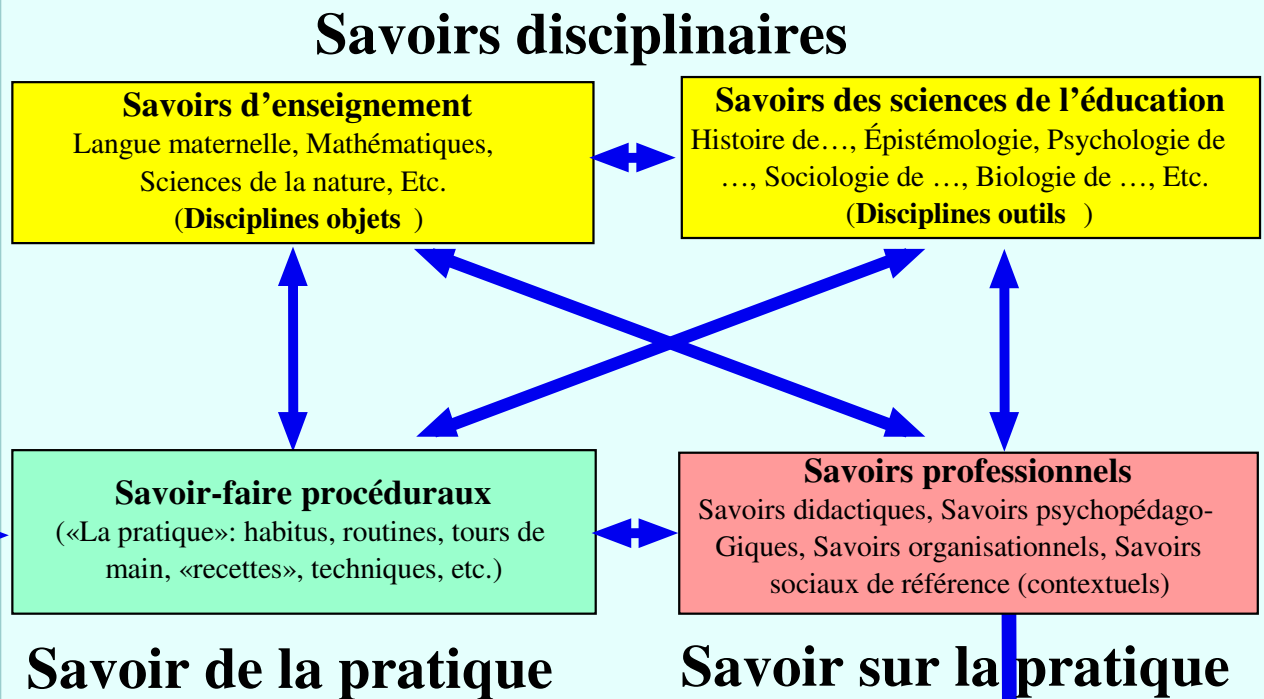 Savoirs disciplinaires
Savoirs d’enseignement
Langue maternelle, Mathématiques,
Sciences de la nature, Etc.
(Disciplines objets )
Savoirs des sciences de l’éducation
Histoire de…, Épistémologie, Psychologie de
…, Sociologie de …, Biologie de …, Etc.
(Disciplines outils )
Savoir-faire procéduraux
(«La pratique»: habitus, routines, tours de
main, «recettes», techniques, etc.)
Savoirs professionnels
Savoirs didactiques, Savoirs psychopédago-
Giques, Savoirs organisationnels, Savoirs
sociaux de référence (contextuels)
Savoir de la pratique
Savoir sur la pratique